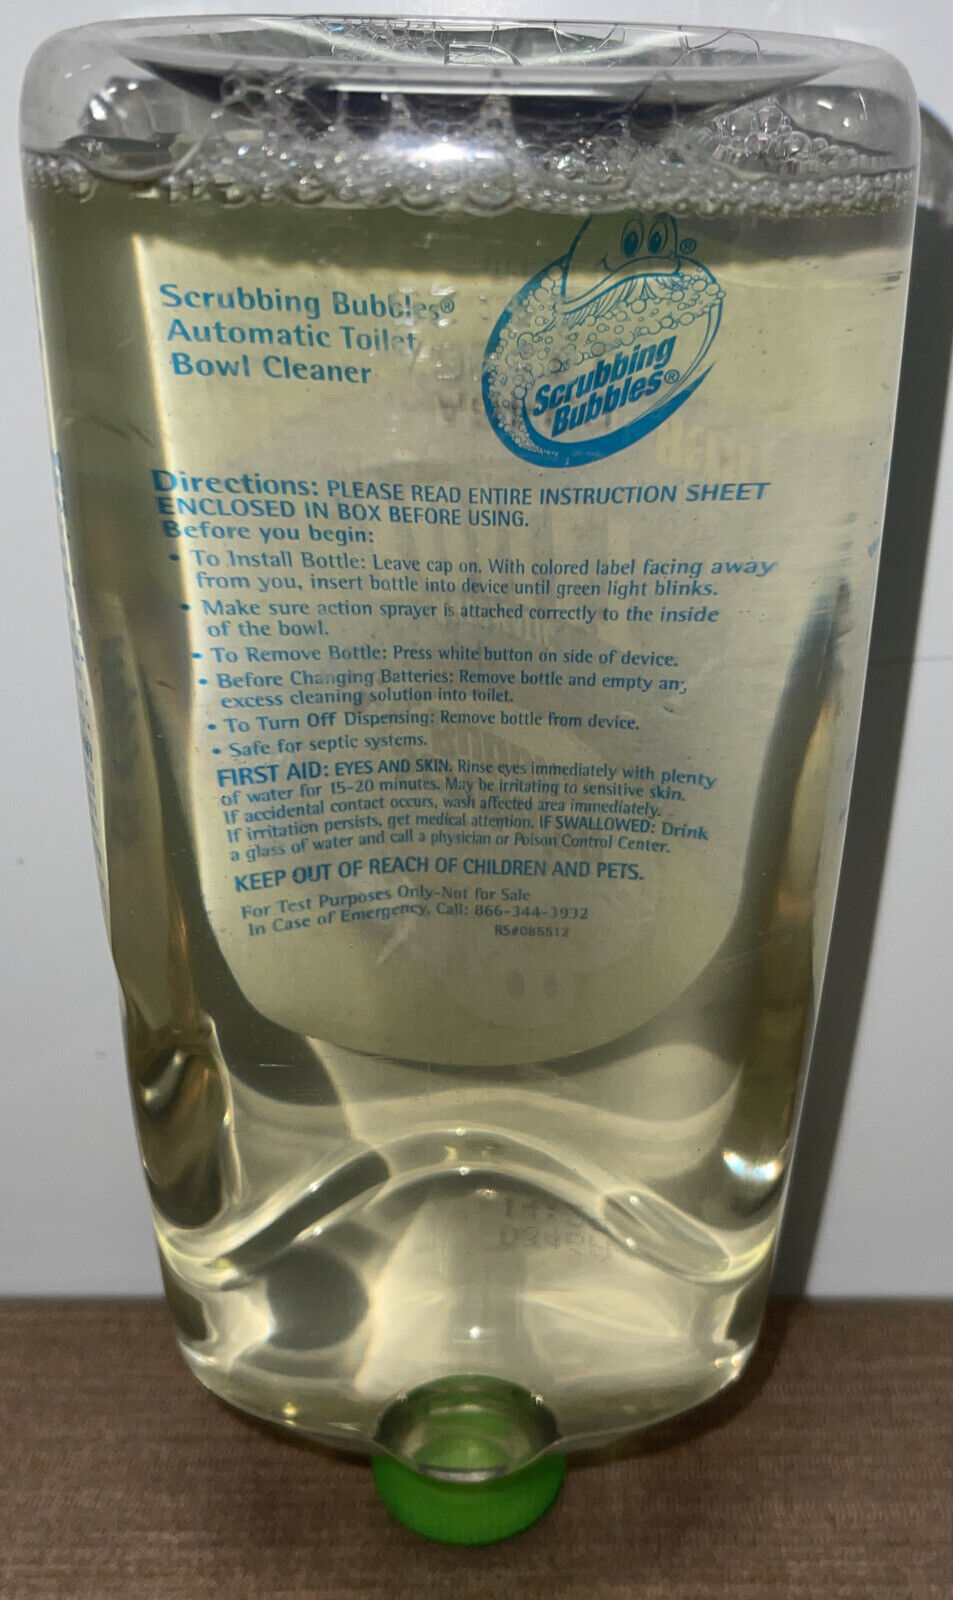 Scrubbing Bubbles®
Automatic Toilet
Bowl Cleaner
®
Scrubbing
Bubbles®
Directions: PLEASE READ ENTIRE INSTRUCTION SHEET
ENCLOSED IN BOX BEFORE USING.
Before you begin:
• To Install Bottle: Leave cap on. With colored label facing away
from you, insert bottle into device until green light blinks.
• Make sure action sprayer is attached correctly to the inside
of the bowl.
• To Remove Bottle: Press white button on side of device.
• Before Changing Batteries: Remove bottle and empty any
excess cleaning solution into toilet.
• To Turn Off Dispensing: Remove bottle from device.
• Safe for septic systems.
FIRST AID: EYES AND SKIN. Rinse eyes immediately with plenty
of water for 15-20 minutes. May be irritating to sensitive skin.
If accidental contact occurs, wash affected area immediately.
If irritation persists, get medical attention. IF SWALLOWED: Drink
a glass of water and call a physician or Poison Control Center.
KEEP OUT OF REACH OF CHILDREN AND PETS.
For Test Purposes Only-Not for Sale
In Case of Emergency, Call: 866-344-3932
RS#085512